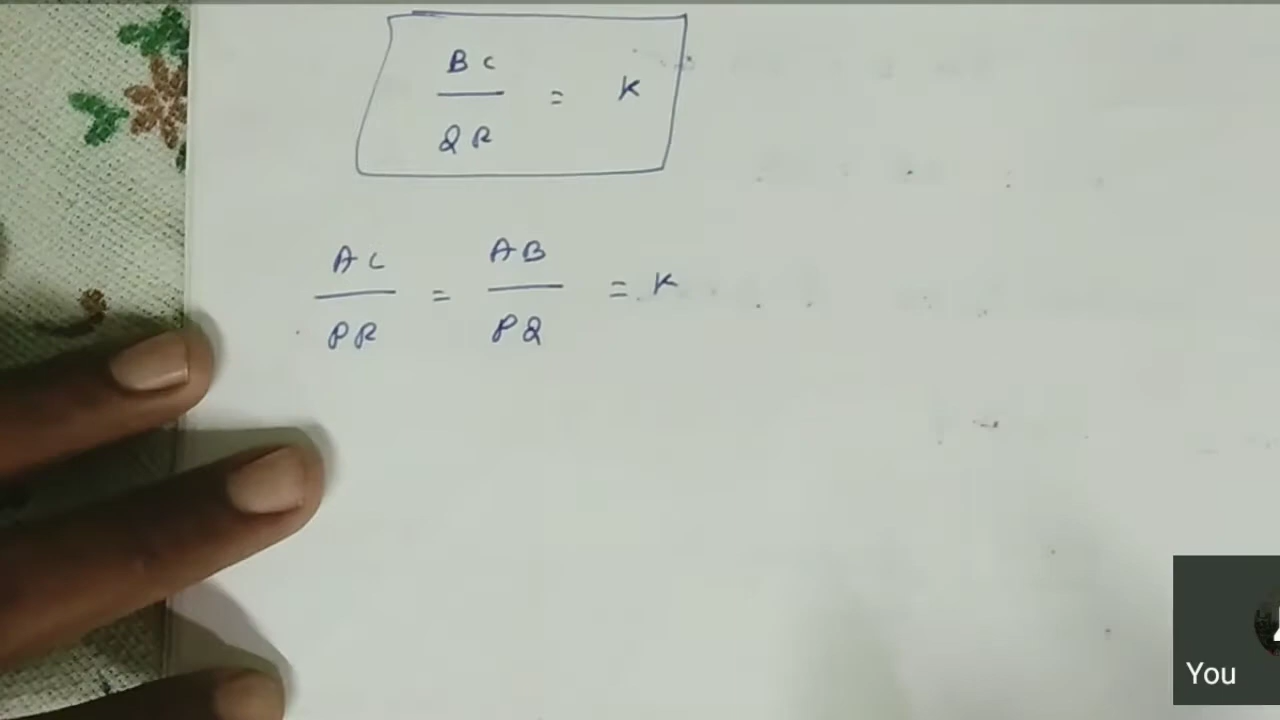 BC
= K
QR
AC AB
= = K
PR PQ
You